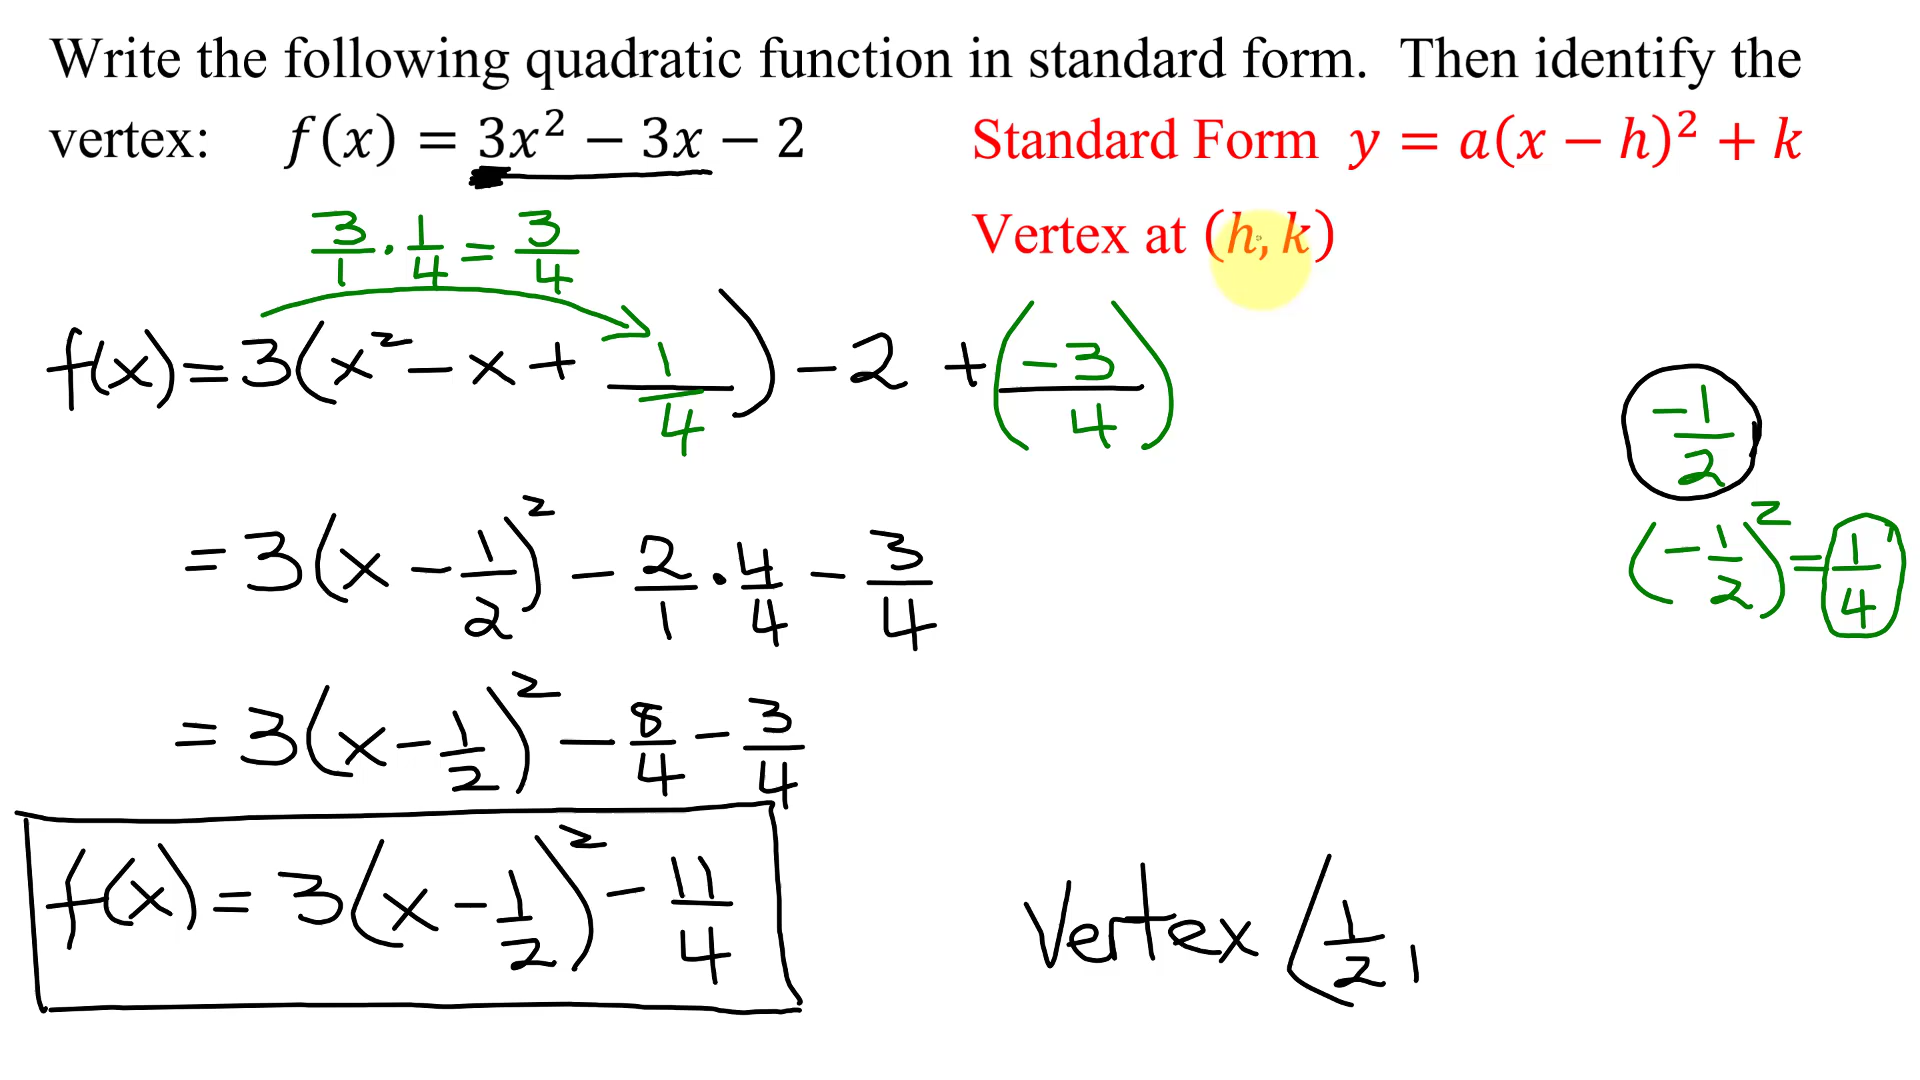 Write the following quadratic function in standard form. Then identify the
vertex: f(x) = 3x² − 3x − 2 Standard Form y = a(x − h)² + k
Vertex at (h, k)
3/1 · 1/4 = 3/4
f(x) = 3(x² − x + 1/4) − 2 + (−3/4)
−1/2
(−1/2)² = 1/4
= 3(x − 1/2)² − 2/1 · 4/4 − 3/4
= 3(x − 1/2)² − 8/4 − 3/4
f(x) = 3(x − 1/2)² − 11/4
Vertex (1/2,